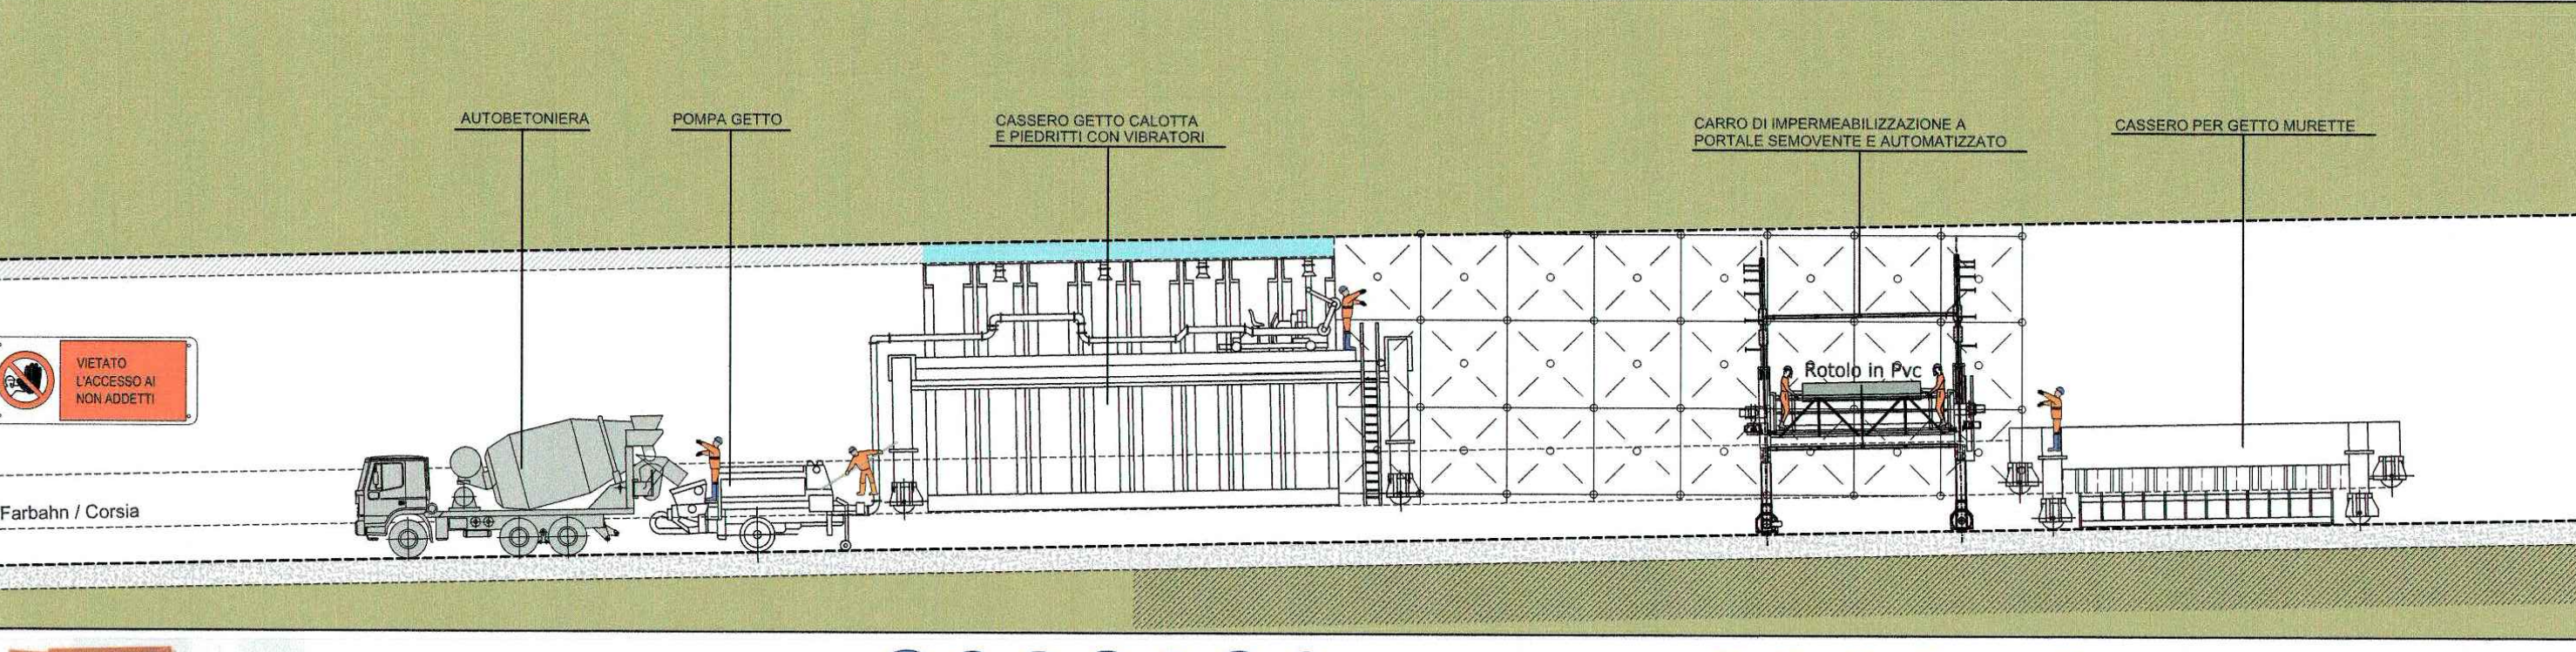 AUTOBETONIERA
POMPA GETTO
CASSERO GETTO CALOTTA
E PIEDRITTI CON VIBRATORI
CARRO DI IMPERMEABILIZZAZIONE A
PORTALE SEMOVENTE E AUTOMATIZZATO
CASSERO PER GETTO MURETTE
VIETATO
L'ACCESSO AI
NON ADDETTI
Rotolo in Pvc
Farbahn / Corsia